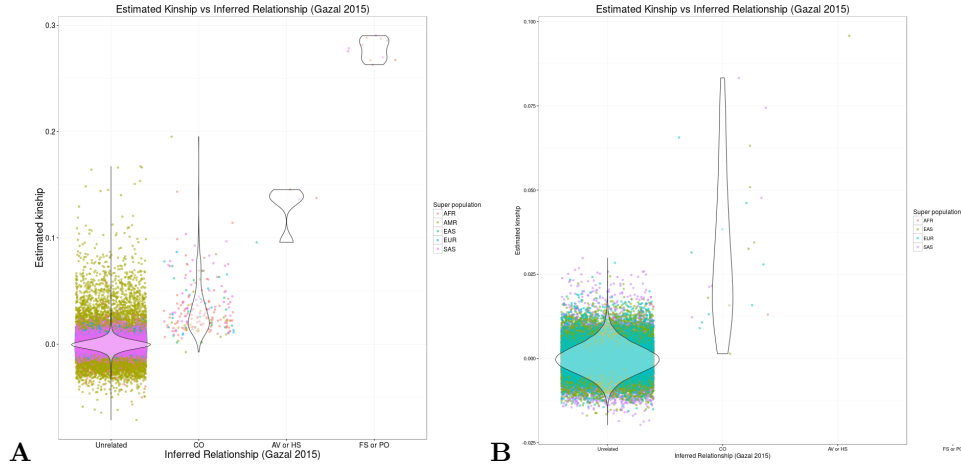 Estimated Kinship vs Inferred Relationship (Gazal 2015)
0.3
0.2
0.1
0.0
Estimated kinship
Unrelated
CO
AV or HS
FS or PO
Inferred Relationship (Gazal 2015)
Super population
AFR
AMR
EAS
EUR
SAS
A
Estimated Kinship vs Inferred Relationship (Gazal 2015)
0.100
0.075
0.050
0.025
0.000
-0.025
Estimated kinship
Unrelated
CO
AV or HS
FS or PO
Inferred Relationship (Gazal 2015)
Super population
AFR
EAS
EUR
SAS
B